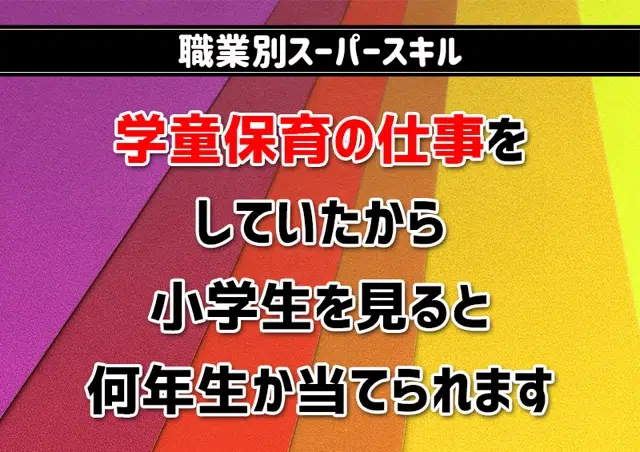 職業別スーパースキル
学童保育の仕事を
していたから
小学生を見ると
何年生か当てられます